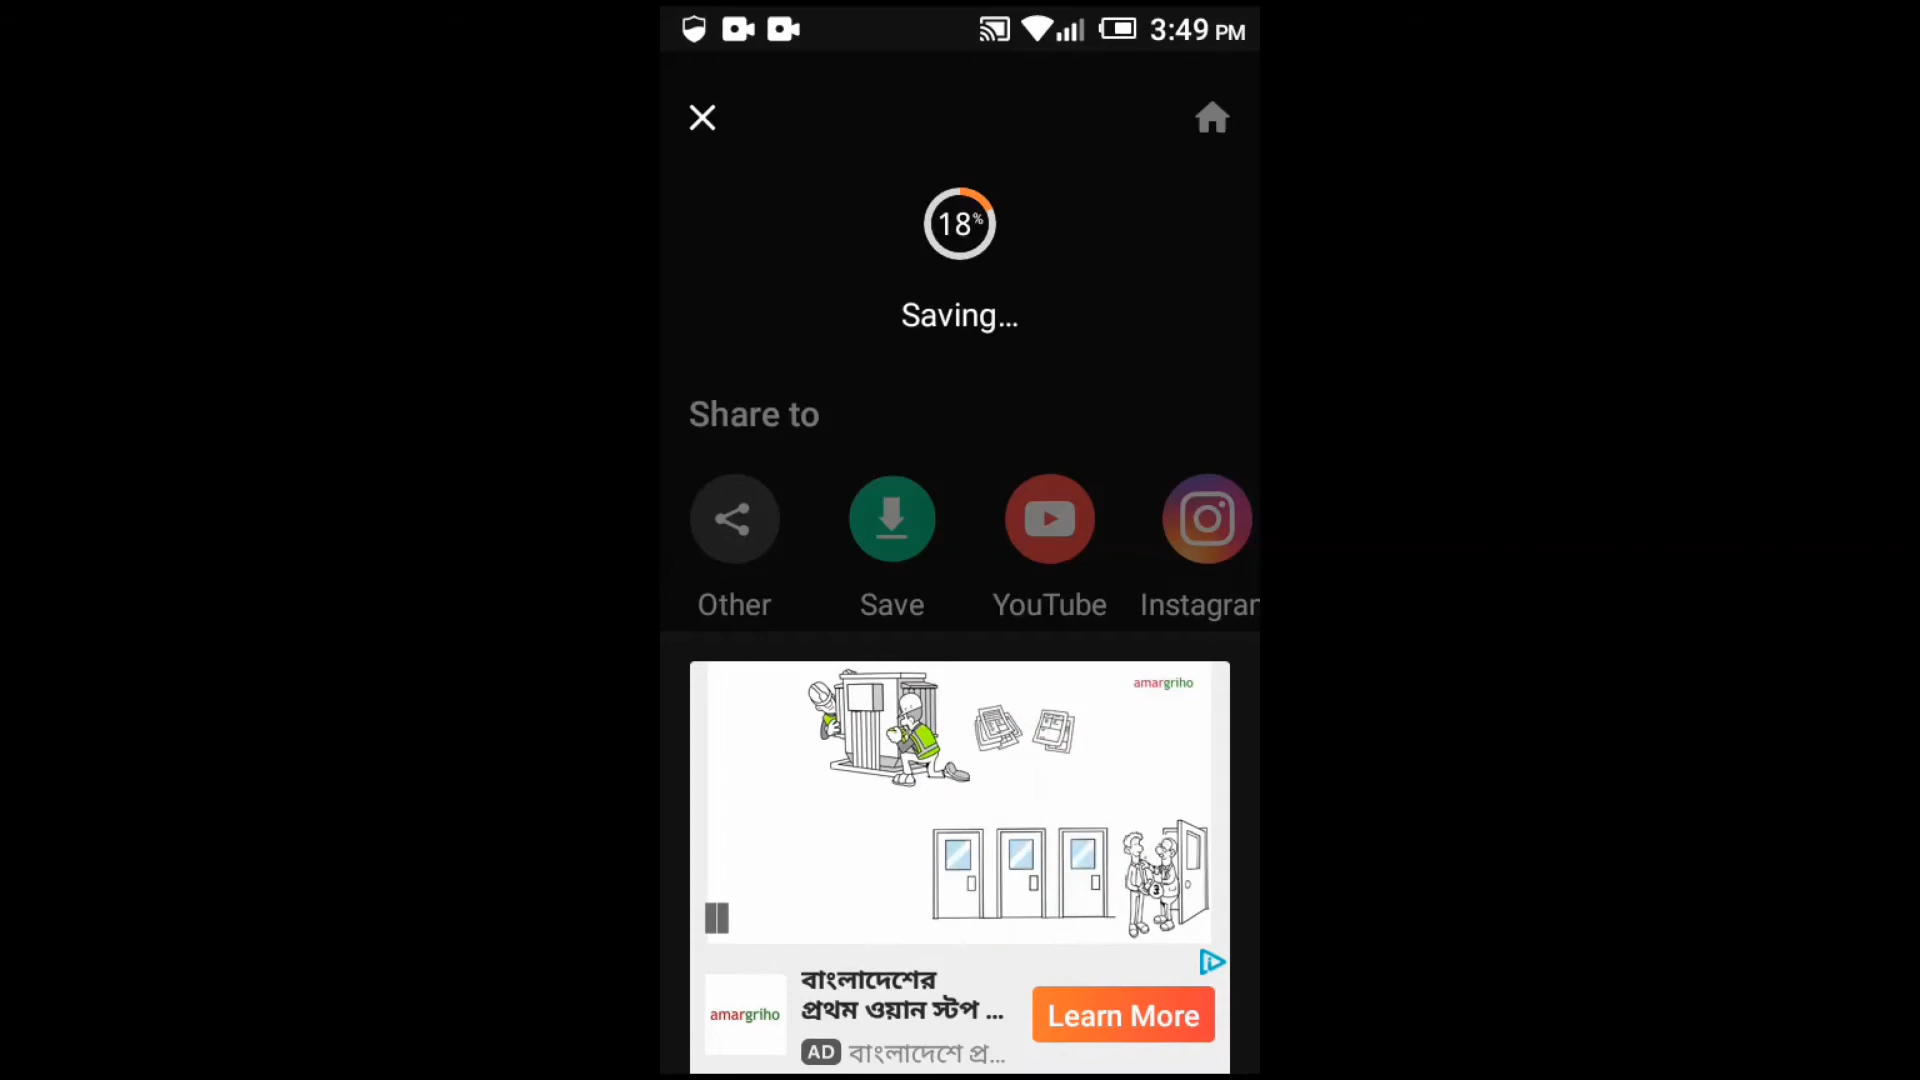 3:49 PM
18%
Saving...
Share to
Other
Save
YouTube
Instagram
amargriho
3
amargriho
বাংলাদেশের
প্রথম ওয়ান স্টপ ...
Learn More
AD বাংলাদেশে প্র...